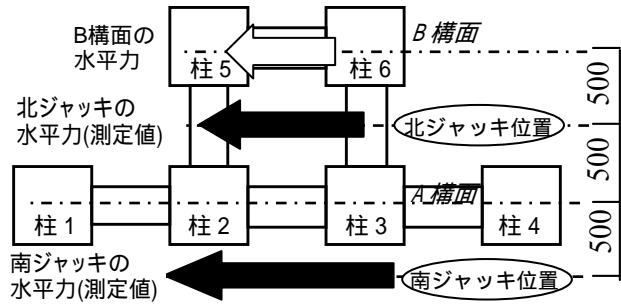 B構面の
水平力
B構面
柱5
柱6
500
北ジャッキの
水平力(測定値)
北ジャッキ位置
500
A構面
柱1
柱2
柱3
柱4
500
南ジャッキの
水平力(測定値)
南ジャッキ位置